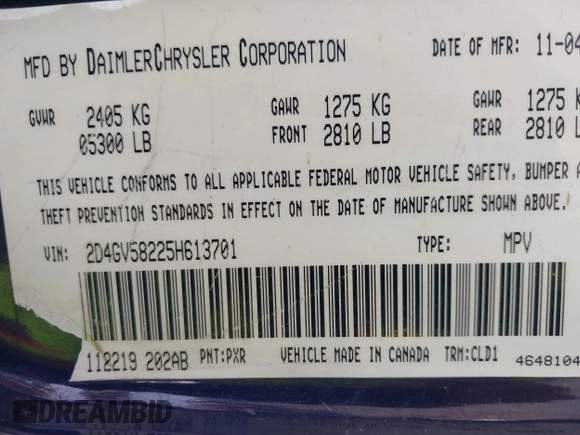 MFD BY DAIMLERCHRYSLER CORPORATION DATE OF MFR: 11-04
GVWR 2405 KG GAWR 1275 KG GAWR 1275 KG
05300 LB FRONT 2810 LB REAR 2810 LB
THIS VEHICLE CONFORMS TO ALL APPLICABLE FEDERAL MOTOR VEHICLE SAFETY, BUMPER A
THEFT PREVENTION STANDARDS IN EFFECT ON THE DATE OF MANUFACTURE SHOWN ABOVE.
VIN: 2D4GV58225H613701 TYPE: MPV
112219 202AB PNT:PXR VEHICLE MADE IN CANADA TRM:CLD1
4648104
DREAMBID